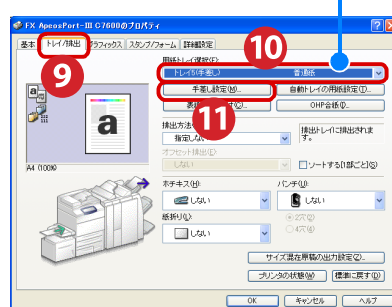 FX ApeosPort-III C7600のプロパティ
基本 トレイ/排出 グラフィックス スタンプ/フォーム 詳細設定
9
10
用紙トレイ選択(F):
トレイ5(手差し) 普通紙
手差し設定(M)... 自動トレイの用紙設定(T)...
11
OHP合紙(I)...
a
a
排出方法
指定しない
排出トレイに排出されます。
オフセット排出(E):
しない
ソートする[1部ごと](S)
A4 (100%)
ホチキス(H):
しない
パンチ(U):
しない
紙折り(L):
しない
2穴(2)
4穴(4)
サイズ混在原稿の出力設定(Z)...
プリンタの状態(W) 標準に戻す(D)
OK キャンセル ヘルプ